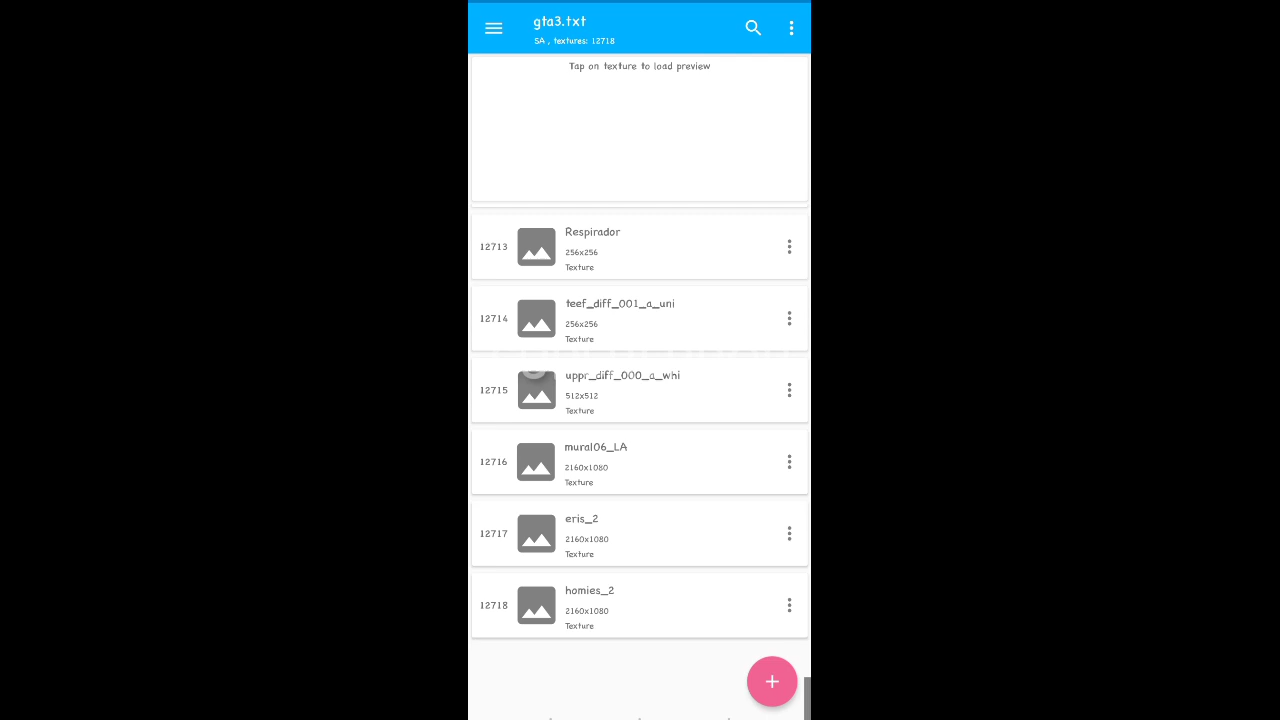 gta3.txt
SA , textures: 12718
Tap on texture to load preview
12713
Respirador
256x256
Texture
12714
teef_diff_001_a_uni
256x256
Texture
12715
uppr_diff_000_a_whi
512x512
Texture
12716
mural06_LA
2160x1080
Texture
12717
eris_2
2160x1080
Texture
12718
homies_2
2160x1080
Texture